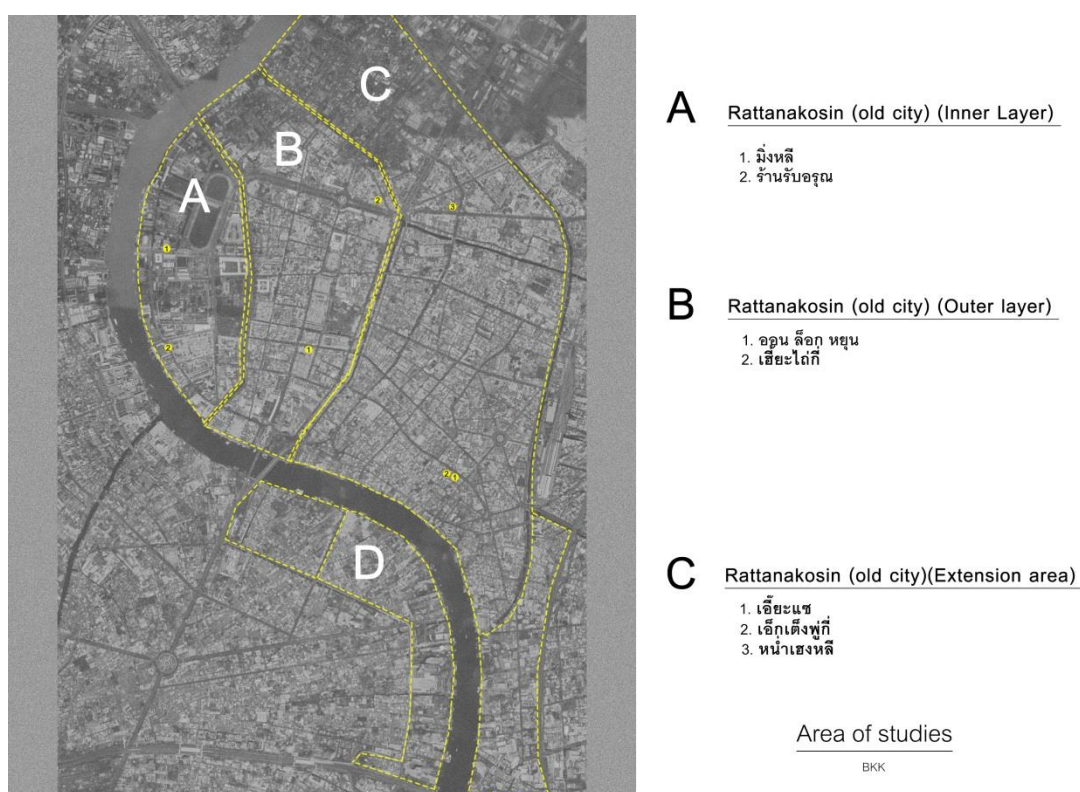 C
B
A
2
3
1
2
1
2/1
D
A
Rattanakosin (old city) (Inner Layer)
1. มิ่งหลี
2. ร้านรับอรุณ
B
Rattanakosin (old city) (Outer layer)
1. ออน ล็อก หยุน
2. เฮี้ยะไถ่กี่
C
Rattanakosin (old city)(Extension area)
1. เอี๊ยะแซ
2. เอ็กเต็งพู่กี่
3. หน่ำเฮงหลี
Area of studies
BKK